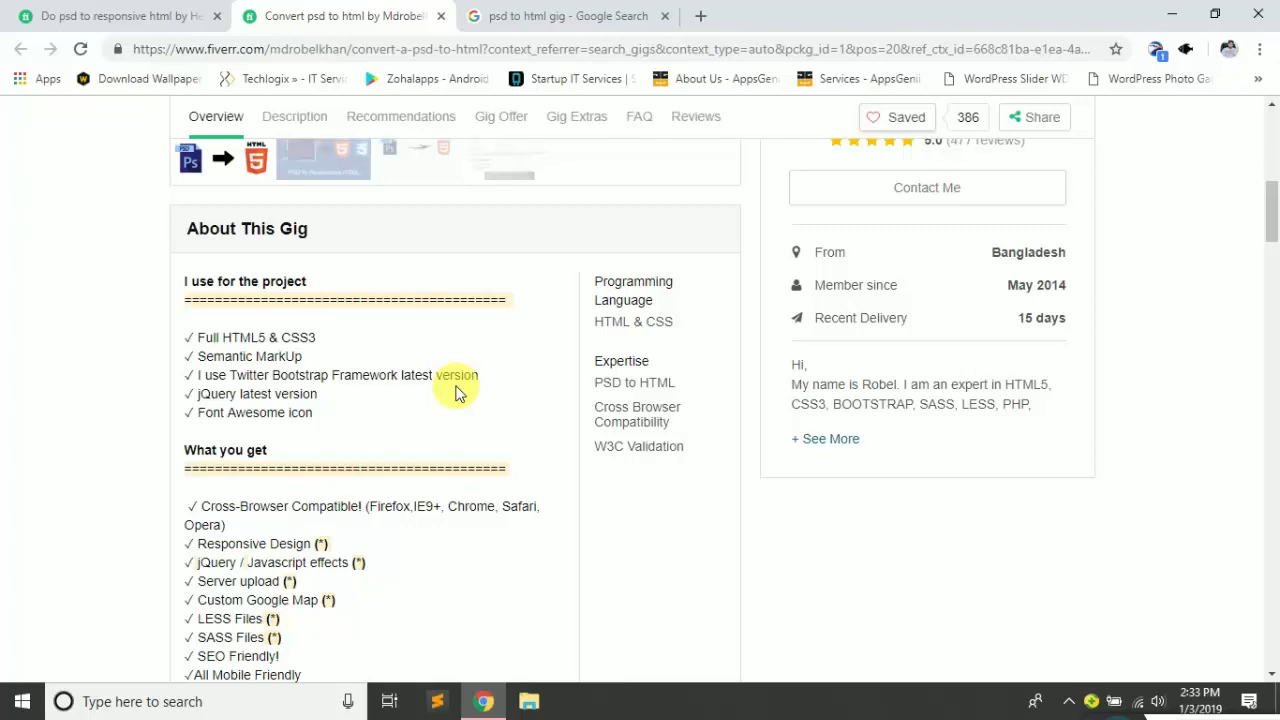 Do psd to responsive html by He
Convert psd to html by Mdrobel
psd to html gig - Google Search
https://www.fiverr.com/mdrobelkhan/convert-a-psd-to-html?context_referrer=search_gigs&context_type=auto&pckg_id=1&pos=20&ref_ctx_id=668c81ba-e1ea-4a...
Apps
Download Wallpaper
Techlogix » - IT Servi
Zohalapps - Android
Startup IT Services | S
About Us - AppsGeni
Services - AppsGenii
WordPress Slider WD
WordPress Photo Ga
»
Overview
Description
Recommendations
Gig Offer
Gig Extras
FAQ
Reviews
Saved
386
Share
PSD
Ps
HTML
5
5.0 (477 reviews)
Contact Me
About This Gig
From Bangladesh
Member since May 2014
Recent Delivery 15 days
Hi,
My name is Robel. I am an expert in HTML5,
CSS3, BOOTSTRAP, SASS, LESS, PHP,
+ See More
I use for the project
==========================================
✓ Full HTML5 & CSS3
✓ Semantic MarkUp
✓ I use Twitter Bootstrap Framework latest version
✓ jQuery latest version
✓ Font Awesome icon
What you get
==========================================
✓ Cross-Browser Compatible! (Firefox,IE9+, Chrome, Safari,
Opera)
✓ Responsive Design (*)
✓ jQuery / Javascript effects (*)
✓ Server upload (*)
✓ Custom Google Map (*)
✓ LESS Files (*)
✓ SASS Files (*)
✓ SEO Friendly!
✓All Mobile Friendly
Programming
Language
HTML & CSS
Expertise
PSD to HTML
Cross Browser
Compatibility
W3C Validation
Type here to search
2:33 PM
1/3/2019